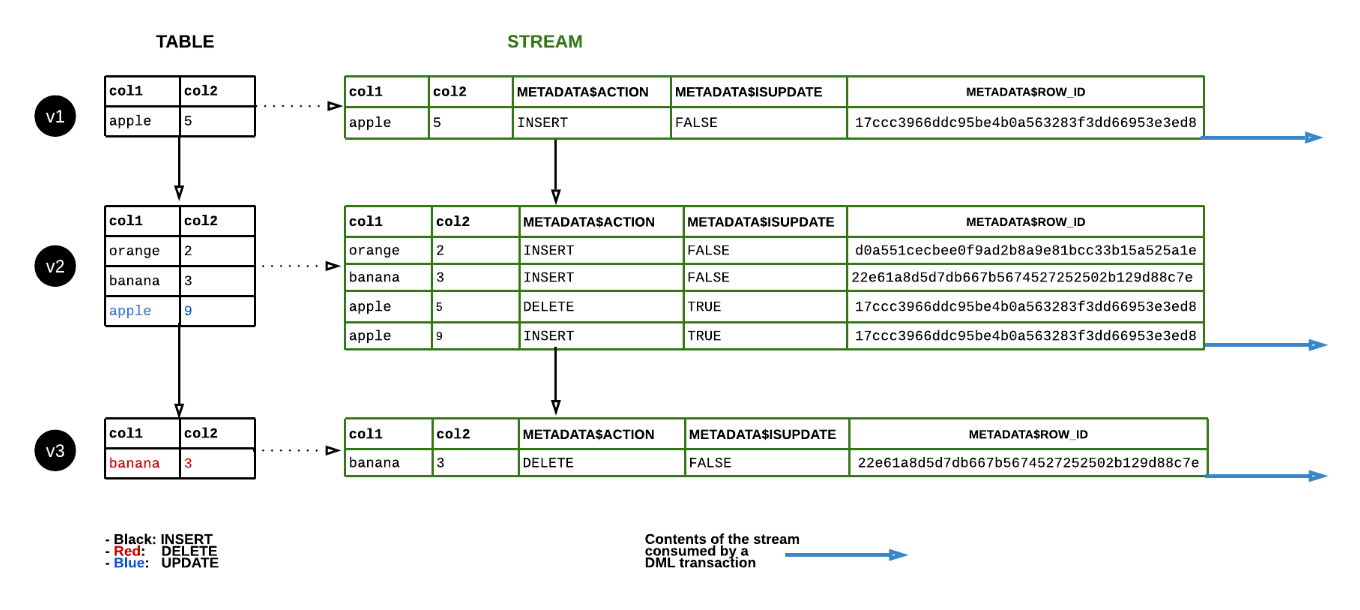 TABLE STREAM
v1
col1 col2
apple 5
col1 col2 METADATA$ACTION METADATA$ISUPDATE METADATA$ROW_ID
apple 5 INSERT FALSE 17ccc3966ddc95be4b0a563283f3dd66953e3ed8
v2
col1 col2
orange 2
banana 3
apple 9
col1 col2 METADATA$ACTION METADATA$ISUPDATE METADATA$ROW_ID
orange 2 INSERT FALSE d0a551cecbee0f9ad2b8a9e81bcc33b15a525a1e
banana 3 INSERT FALSE 22e61a8d5d7db667b5674527252502b129d88c7e
apple 5 DELETE TRUE 17ccc3966ddc95be4b0a563283f3dd66953e3ed8
apple 9 INSERT TRUE 17ccc3966ddc95be4b0a563283f3dd66953e3ed8
v3
col1 col2
banana 3
col1 col2 METADATA$ACTION METADATA$ISUPDATE METADATA$ROW_ID
banana 3 DELETE FALSE 22e61a8d5d7db667b5674527252502b129d88c7e
- Black: INSERT
- Red: DELETE
- Blue: UPDATE
Contents of the stream
consumed by a
DML transaction